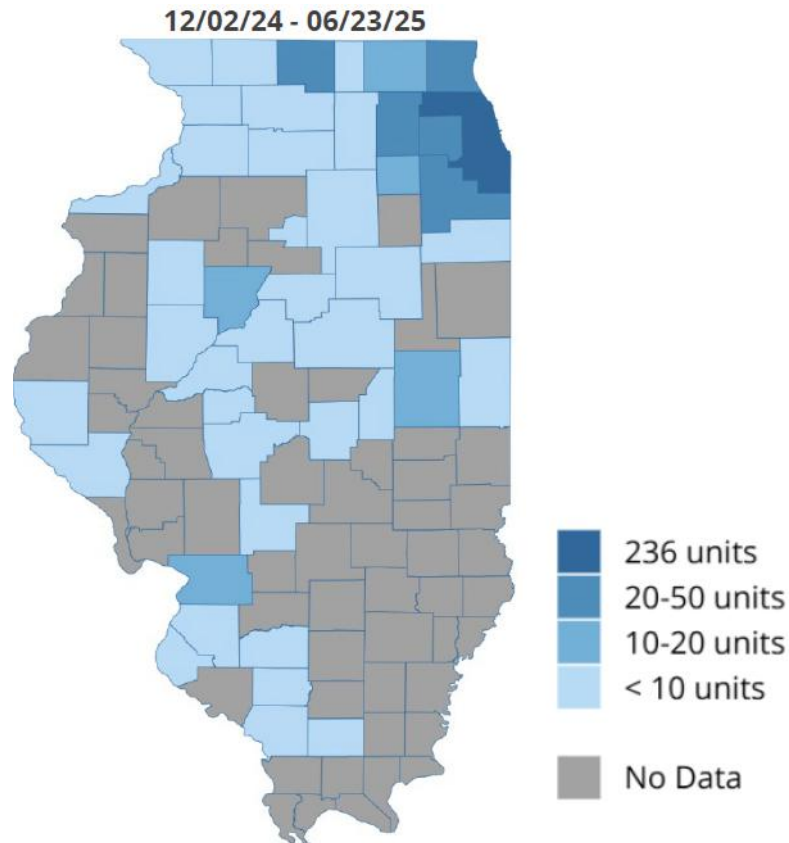 12/02/24 - 06/23/25
236 units
20-50 units
10-20 units
< 10 units
No Data